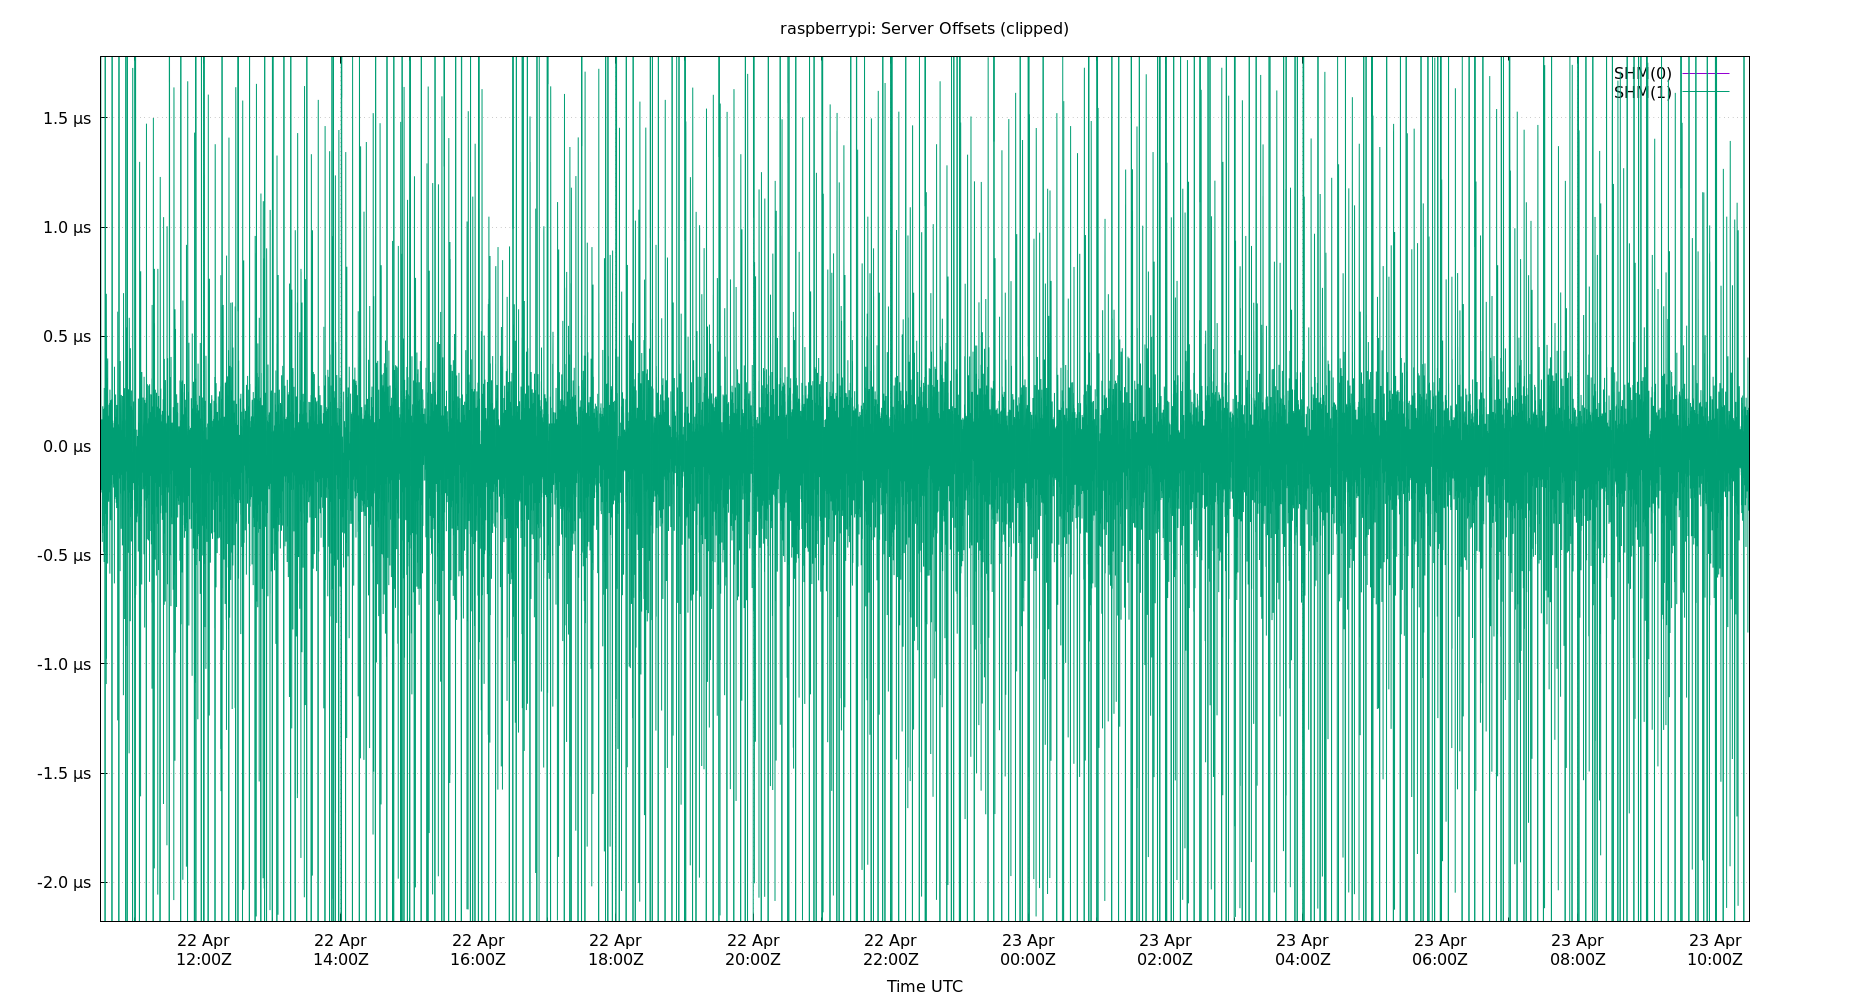 raspberrypi: Server Offsets (clipped)
SHM(0)
SHM(1)
1.5 µs
1.0 µs
0.5 µs
0.0 µs
-0.5 µs
-1.0 µs
-1.5 µs
-2.0 µs
22 Apr 22 Apr 22 Apr 22 Apr 22 Apr 22 Apr 23 Apr 23 Apr 23 Apr 23 Apr 23 Apr 23 Apr
12:00Z 14:00Z 16:00Z 18:00Z 20:00Z 22:00Z 00:00Z 02:00Z 04:00Z 06:00Z 08:00Z 10:00Z
Time UTC